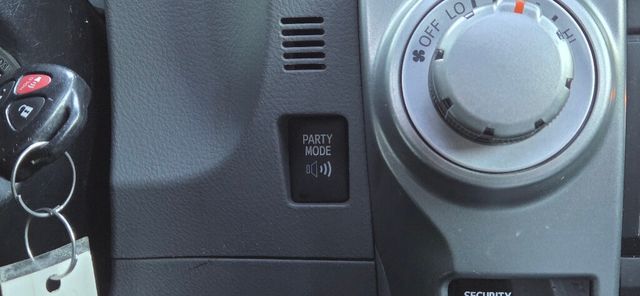 OFF LO HI
PARTY
MODE
SECURITY